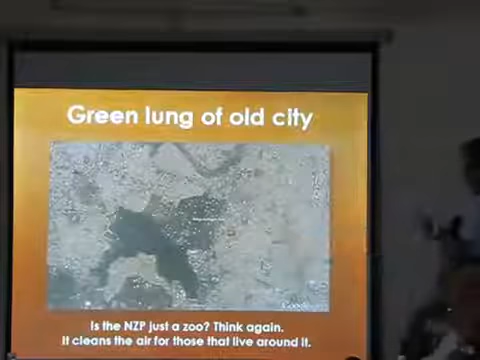 Green lung of old city
Google
Is the NZP just a zoo? Think again.
It cleans the air for those that live around it.